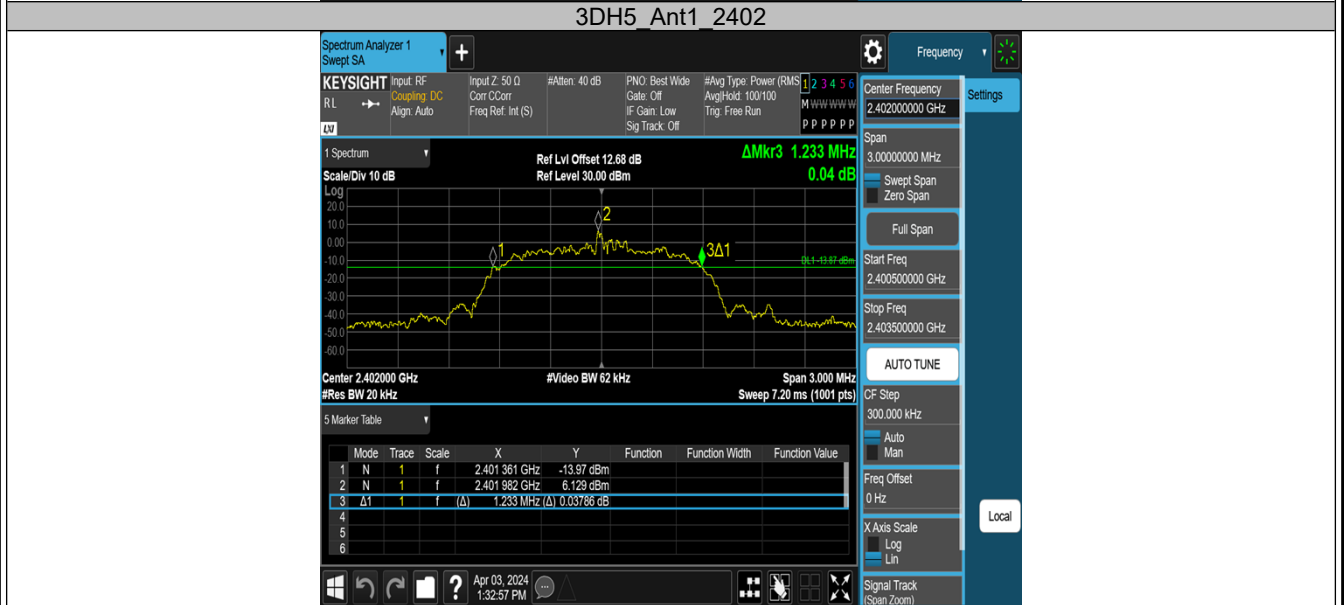 3DH5_Ant1_2402
Spectrum Analyzer 1
Swept SA
Frequency
KEYSIGHT
RL
LXI
Input: RF
Coupling: DC
Align: Auto
Input Z: 50 Ω
Corr CCorr
Freq Ref: Int (S)
#Atten: 40 dB
PNO: Best Wide
Gate: Off
IF Gain: Low
Sig Track: Off
#Avg Type: Power (RMS
Avg|Hold: 100/100
Trig: Free Run
1 2 3 4 5 6
M W W W W W
P P P P P P
1 Spectrum
Scale/Div 10 dB
Ref Lvl Offset 12.68 dB
Ref Level 30.00 dBm
ΔMkr3 1.233 MHz
0.04 dB
Log
20.0
10.0
0.00
-10.0
-20.0
-30.0
-40.0
-50.0
-60.0
1
2
3Δ1
DL1 -13.87 dBm
Center 2.402000 GHz
#Video BW 62 kHz
Span 3.000 MHz
#Res BW 20 kHz
Sweep 7.20 ms (1001 pts)
5 Marker Table
Mode Trace Scale X Y Function Function Width Function Value
1 N 1 f 2.401 361 GHz -13.97 dBm
2 N 1 f 2.401 982 GHz 6.129 dBm
3 Δ1 1 f (Δ) 1.233 MHz (Δ) 0.03786 dB
4
5
6
Apr 03, 2024
1:32:57 PM
Center Frequency
2.402000000 GHz
Settings
Span
3.00000000 MHz
Swept Span
Zero Span
Full Span
Start Freq
2.400500000 GHz
Stop Freq
2.403500000 GHz
AUTO TUNE
CF Step
300.000 kHz
Auto
Man
Freq Offset
0 Hz
X Axis Scale
Log
Lin
Local
Signal Track
(Span Zoom)